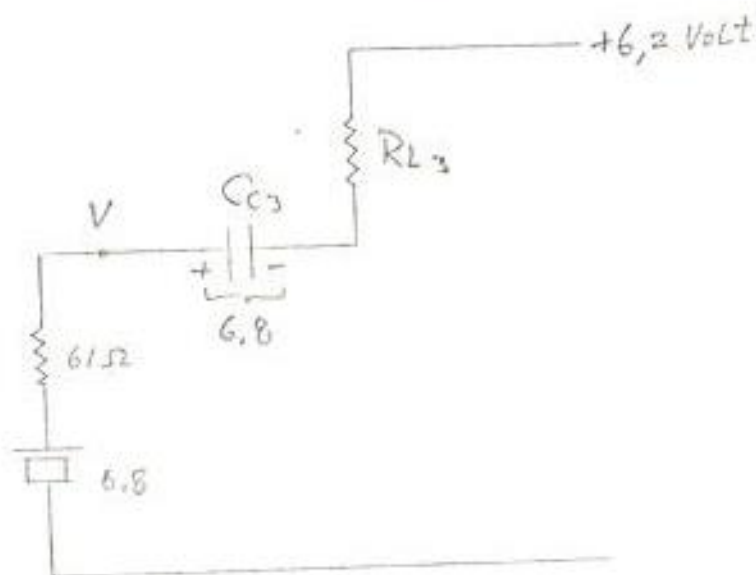 +6,2 VoLt
RL3
CC3
V
+ -
6.8
61Ω
6.8